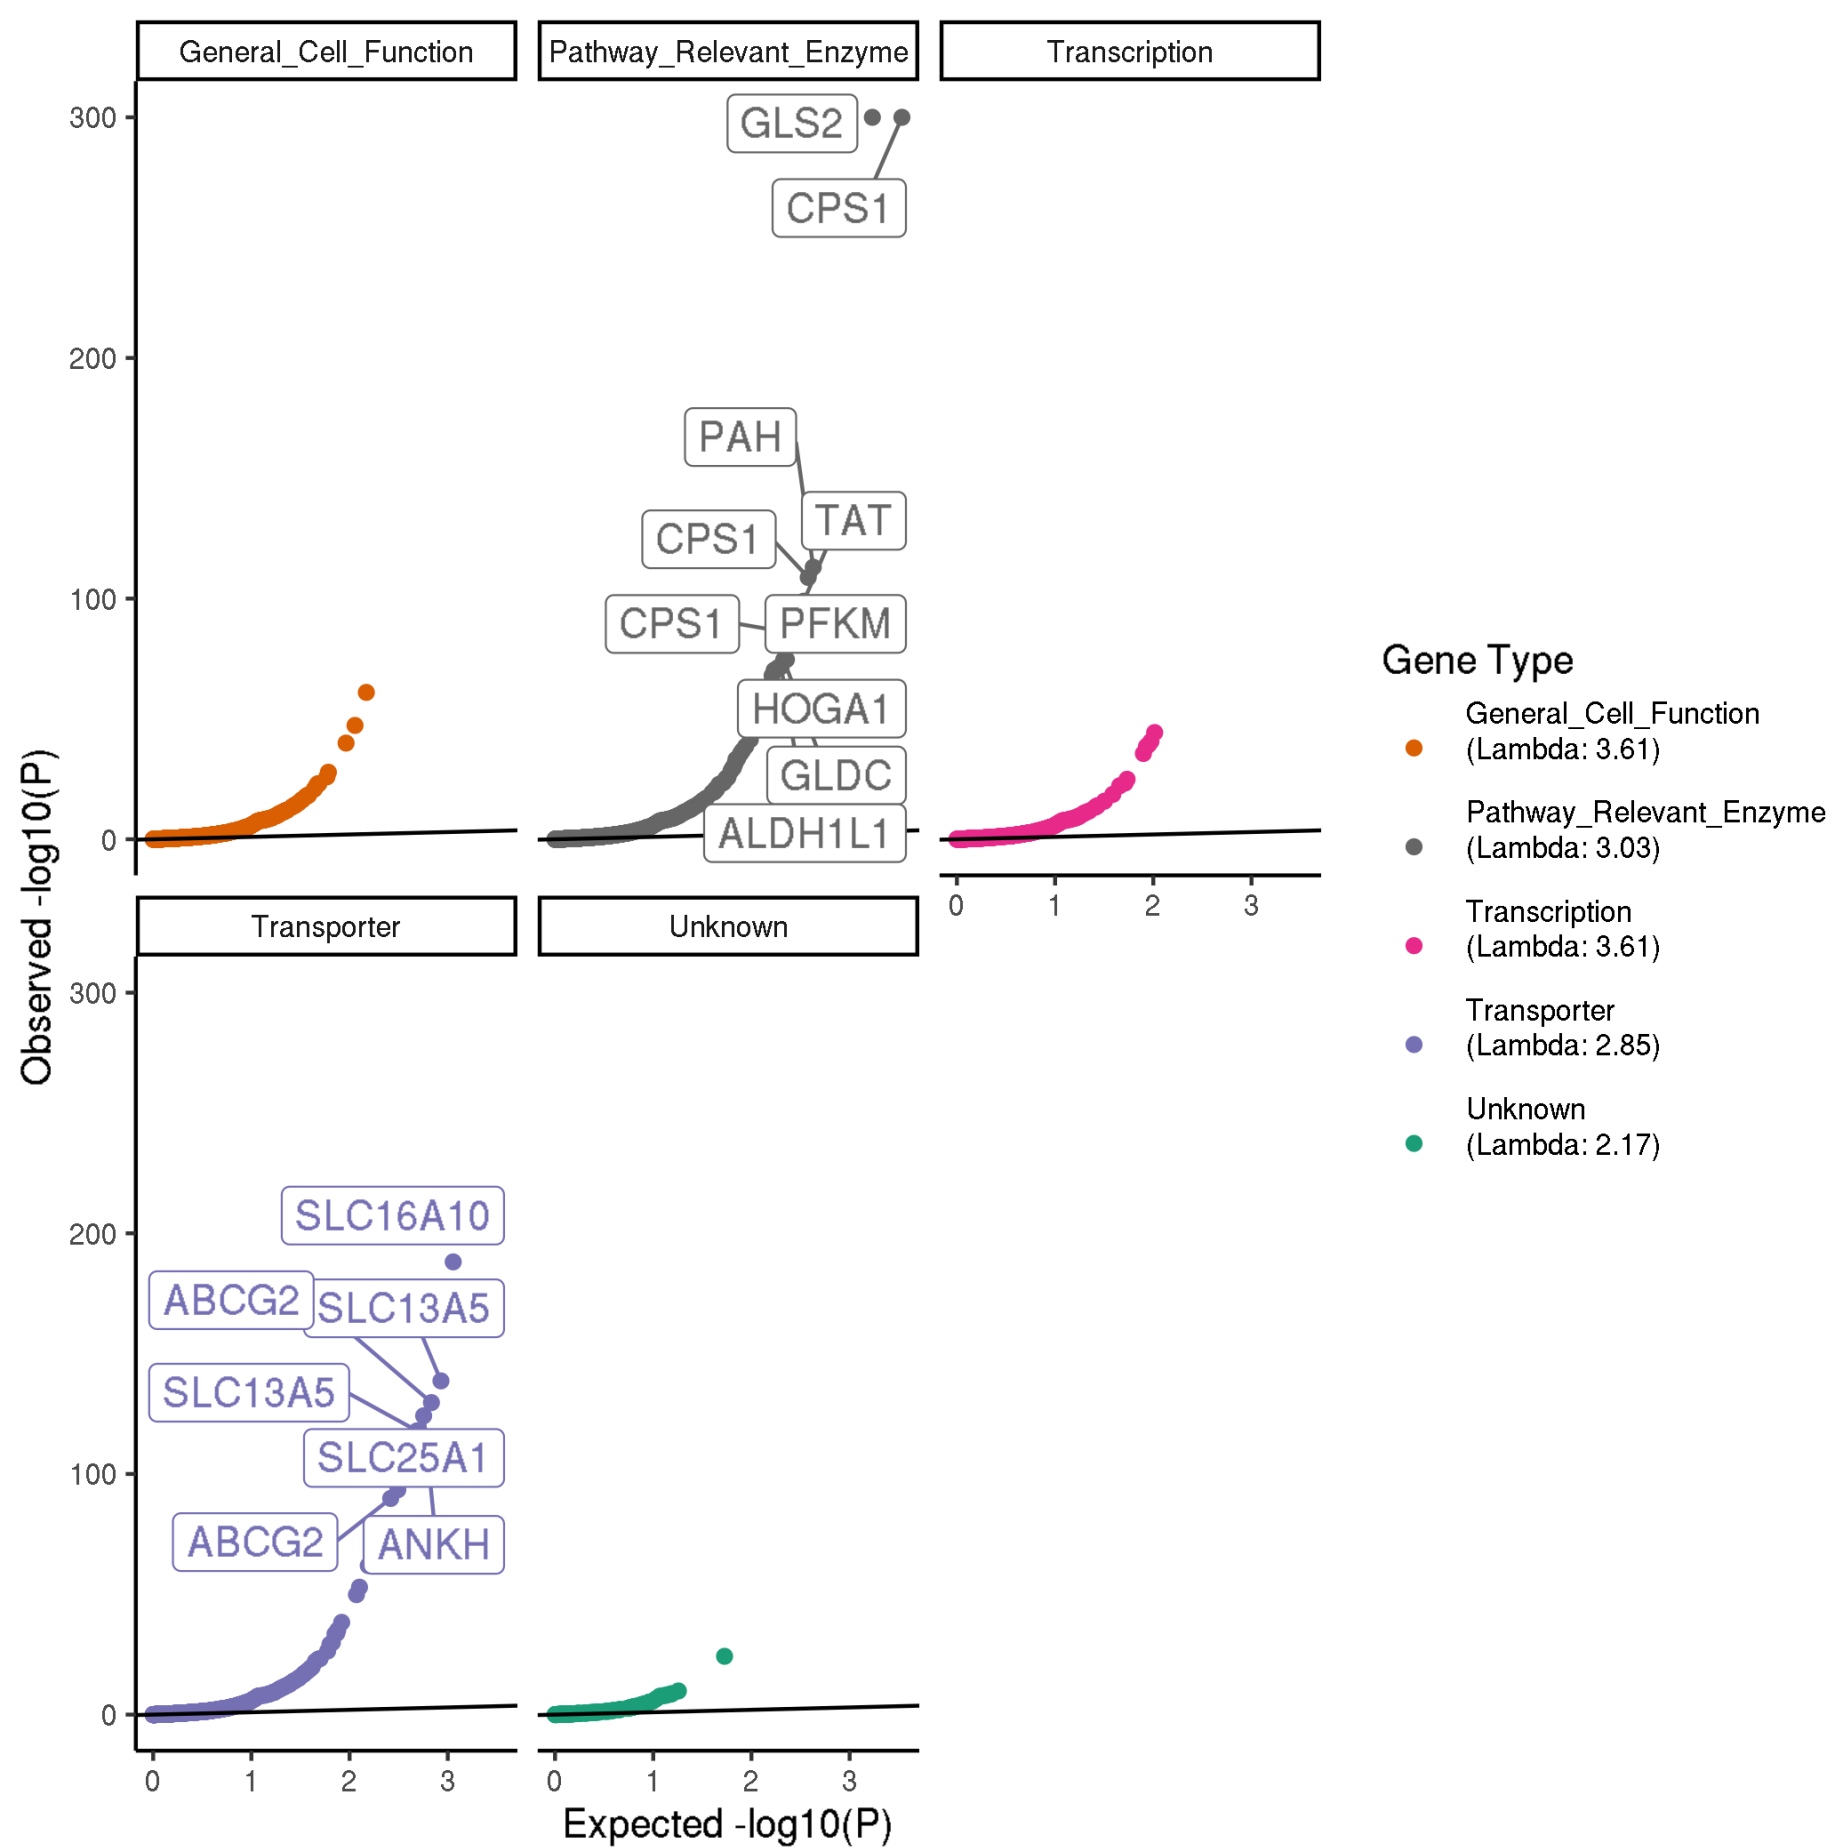 General_Cell_Function
Pathway_Relevant_Enzyme
Transcription
300
200
100
0
GLS2
CPS1
PAH
TAT
CPS1
CPS1
PFKM
HOGA1
GLDC
ALDH1L1
0 1 2 3
Transporter
Unknown
300
200
100
0
SLC16A10
ABCG2
SLC13A5
SLC13A5
SLC25A1
ABCG2
ANKH
0 1 2 3
0 1 2 3
Expected -log10(P)
Observed -log10(P)
Gene Type
General_Cell_Function
(Lambda: 3.61)
Pathway_Relevant_Enzyme
(Lambda: 3.03)
Transcription
(Lambda: 3.61)
Transporter
(Lambda: 2.85)
Unknown
(Lambda: 2.17)